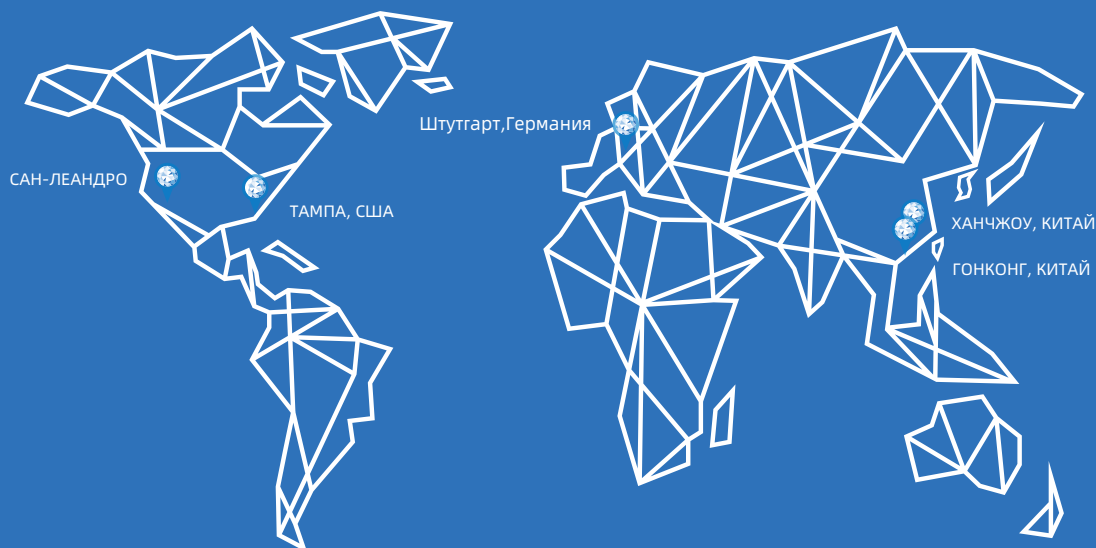 Штутгарт,Германия
САН-ЛЕАНДРО
ТАМПА, США
ХАНЧЖОУ, КИТАЙ
ГОНКОНГ, КИТАЙ